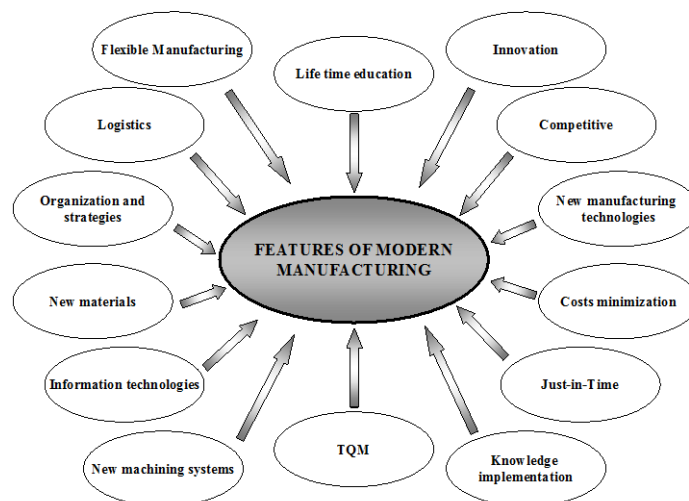 Flexible Manufacturing
Life time education
Innovation
Logistics
Competitive
Organization and
strategies
New manufacturing
technologies
FEATURES OF MODERN
MANUFACTURING
New materials
Costs minimization
Information technologies
Just-in-Time
New machining systems
TQM
Knowledge
implementation